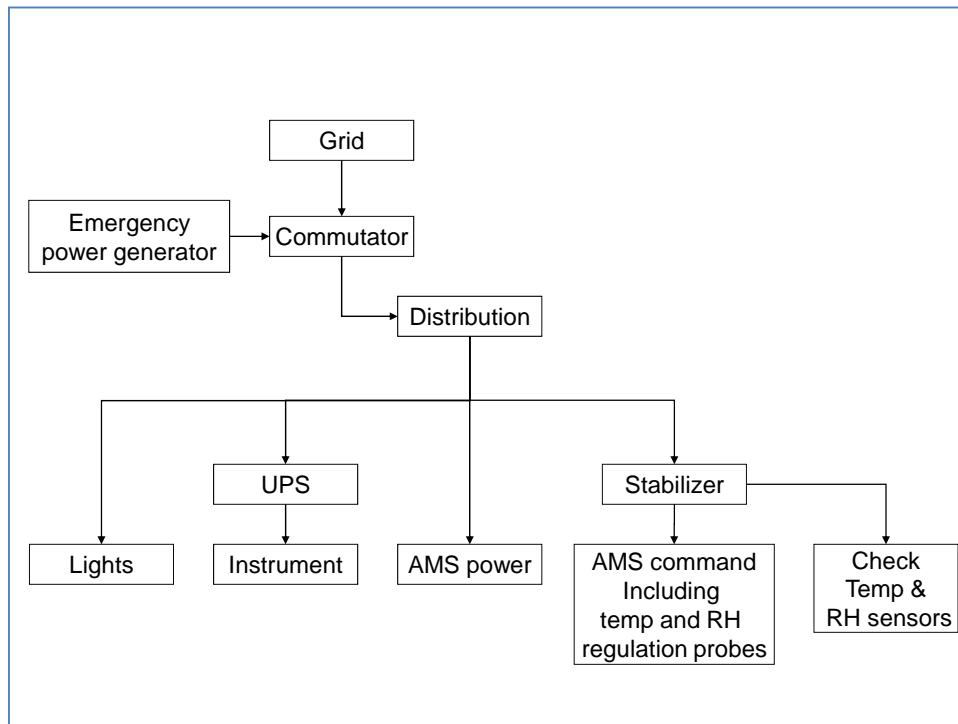 Grid
Emergency
power generator
Commutator
Distribution
UPS
Stabilizer
Lights
Instrument
AMS power
AMS command
Including
temp and RH
regulation probes
Check
Temp &
RH sensors